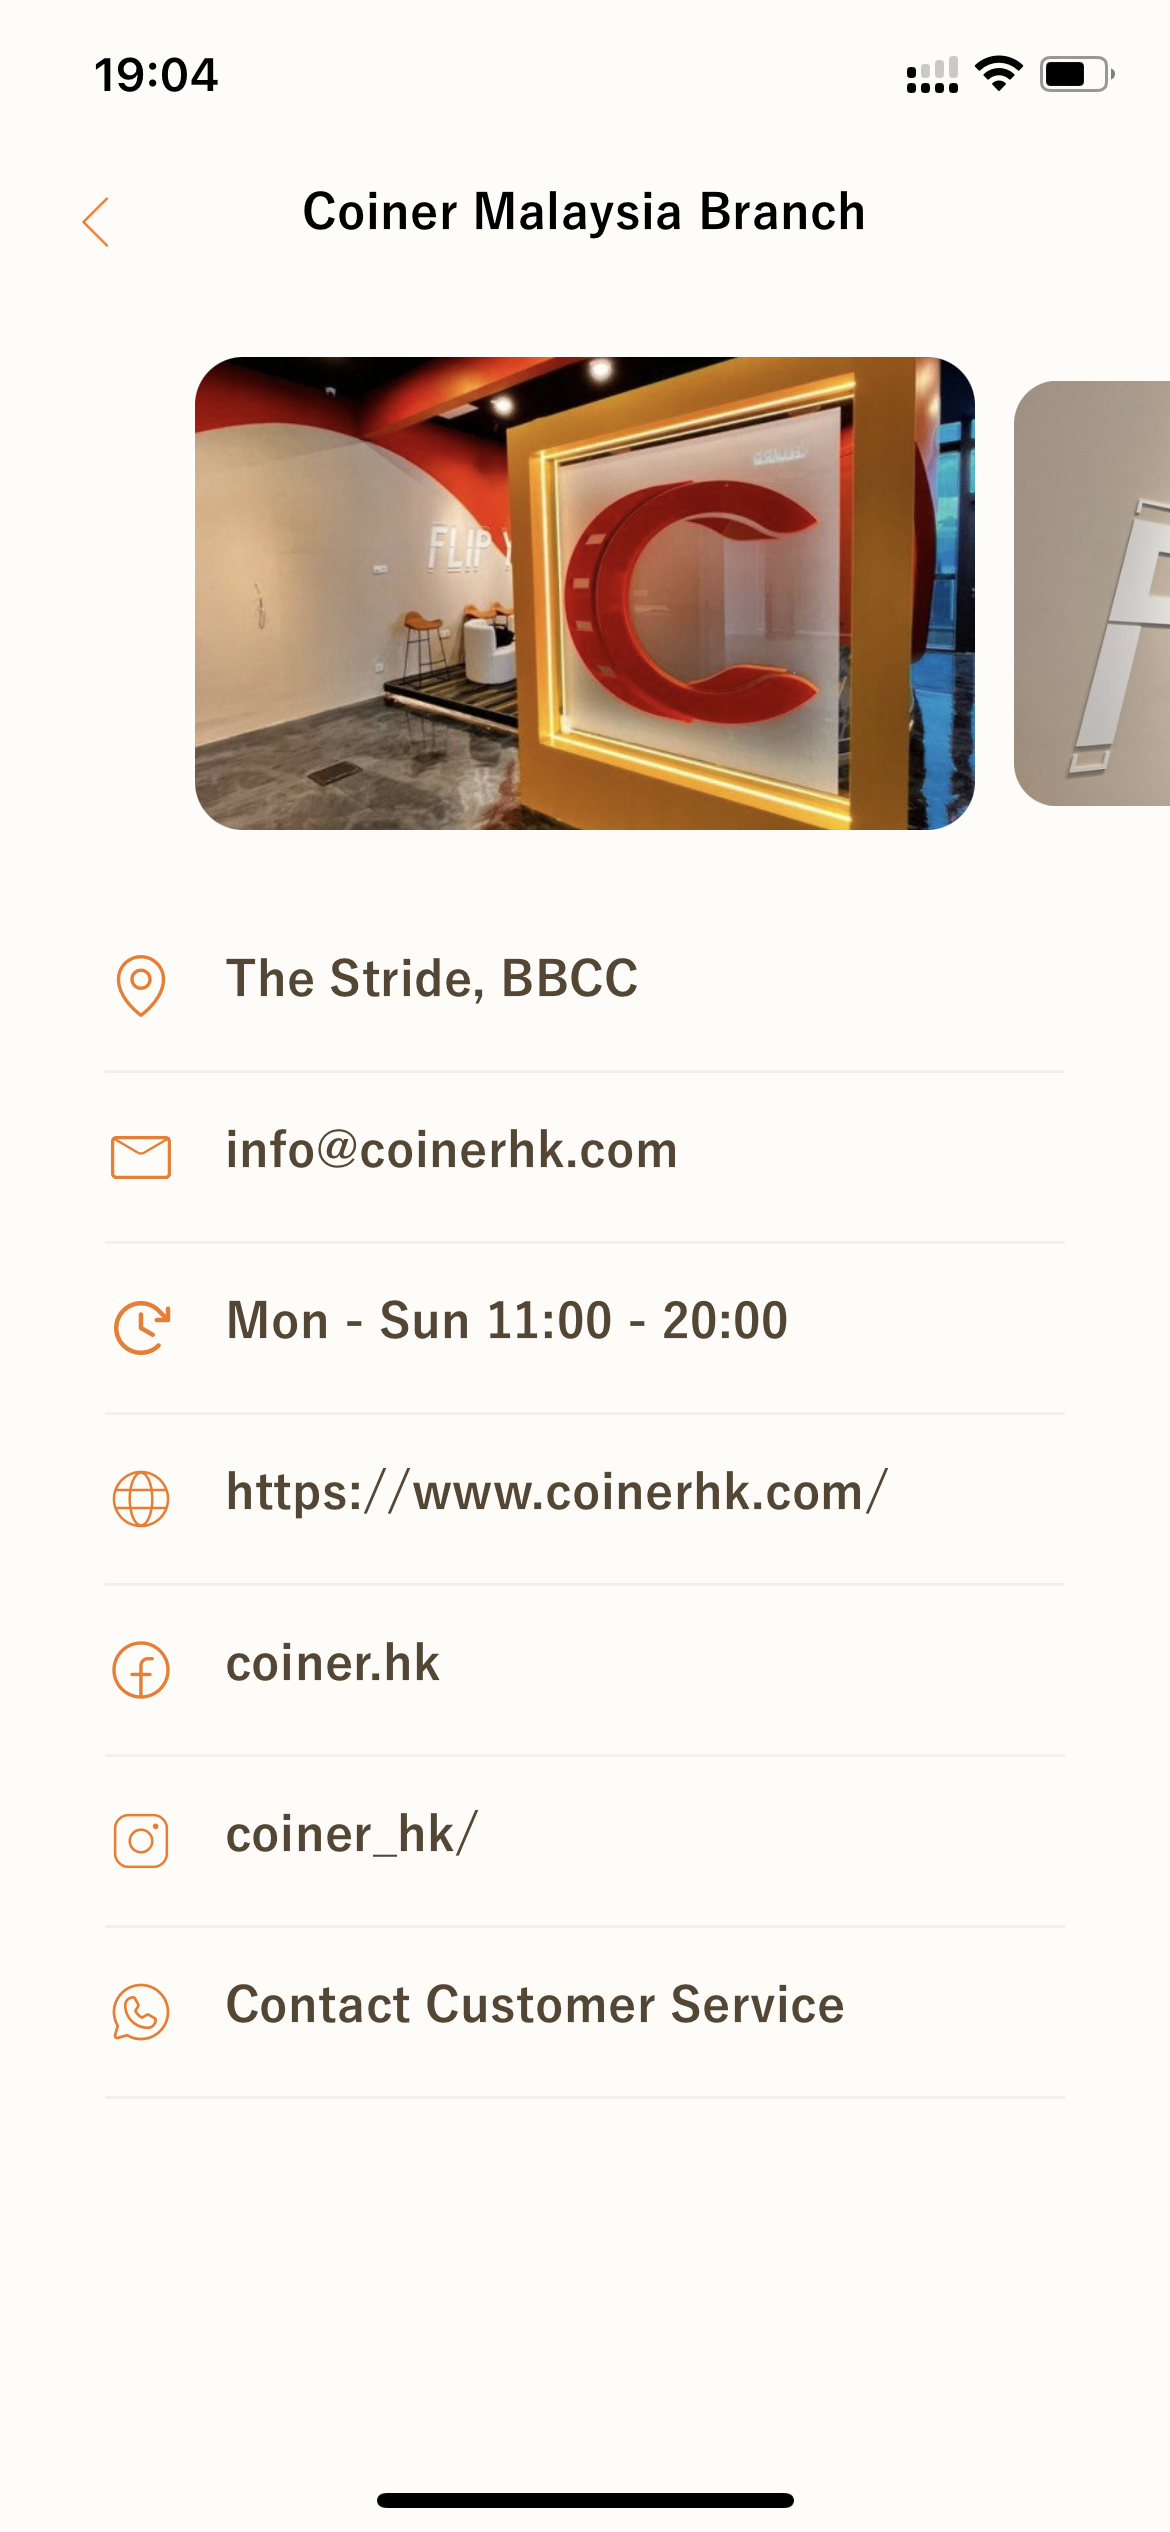 19:04
Coiner Malaysia Branch
FLIP
The Stride, BBCC
info@coinerhk.com
Mon - Sun 11:00 - 20:00
https://www.coinerhk.com/
coiner.hk
coiner_hk/
Contact Customer Service